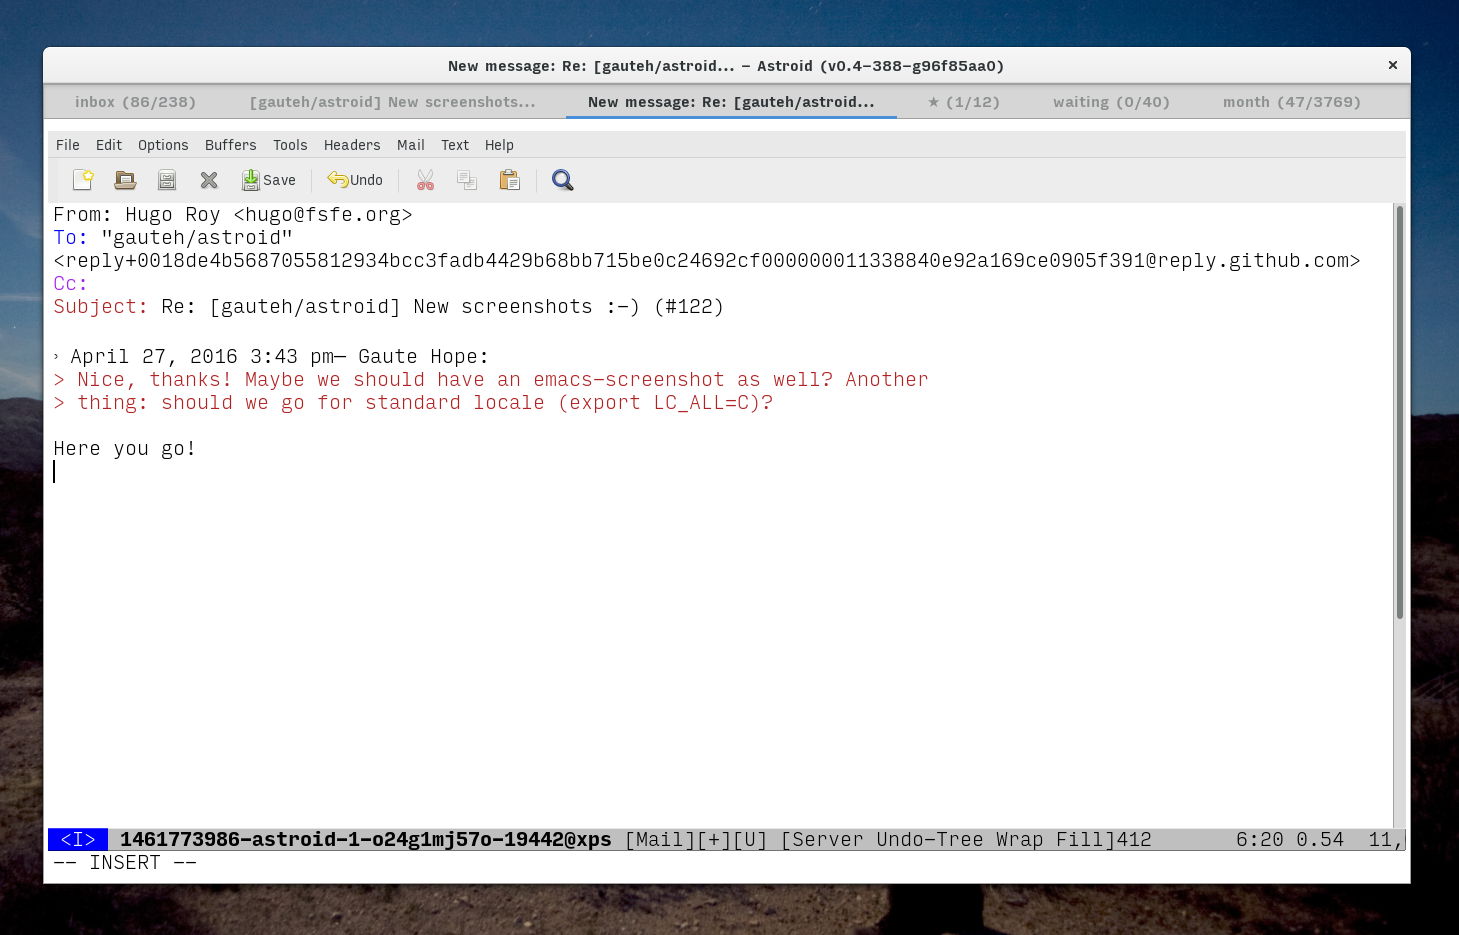 New message: Re: [gauteh/astroid... – Astroid (v0.4-388-g96f85aa0)
inbox (86/238) [gauteh/astroid] New screenshots... New message: Re: [gauteh/astroid... ★ (1/12) waiting (0/40) month (47/3769)
File Edit Options Buffers Tools Headers Mail Text Help
Save Undo
From: Hugo Roy <hugo@fsfe.org>
To: "gauteh/astroid"
<reply+0018de4b5687055812934bcc3fadb4429b68bb715be0c24692cf000000011338840e92a169ce0905f391@reply.github.com>
Cc:
Subject: Re: [gauteh/astroid] New screenshots :-) (#122)
› April 27, 2016 3:43 pm— Gaute Hope:
> Nice, thanks! Maybe we should have an emacs-screenshot as well? Another
> thing: should we go for standard locale (export LC_ALL=C)?
Here you go!
<I> 1461773986-astroid-1-o24g1mj57o-19442@xps [Mail][+][U] [Server Undo-Tree Wrap Fill]412 6:20 0.54 11,
-- INSERT --